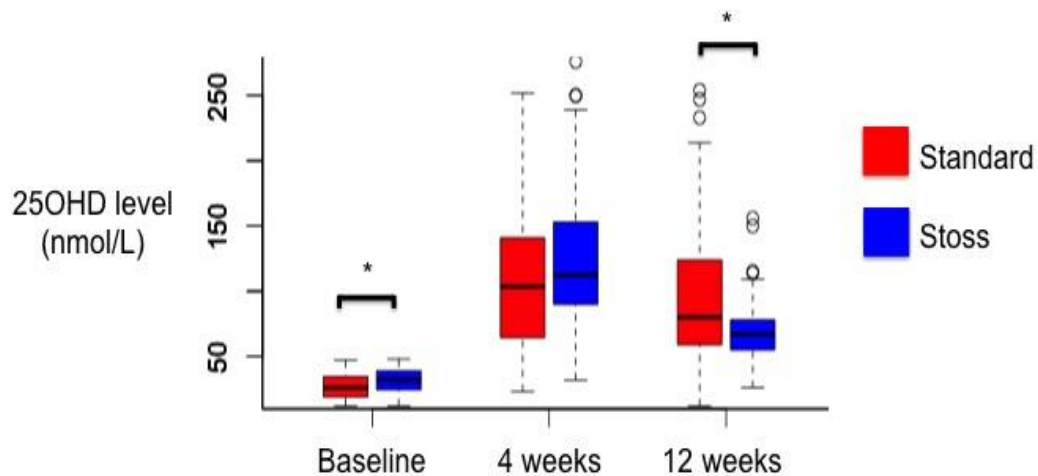 *
250
Standard
25OHD level
(nmol/L)
150
Stoss
*
50
Baseline 4 weeks 12 weeks